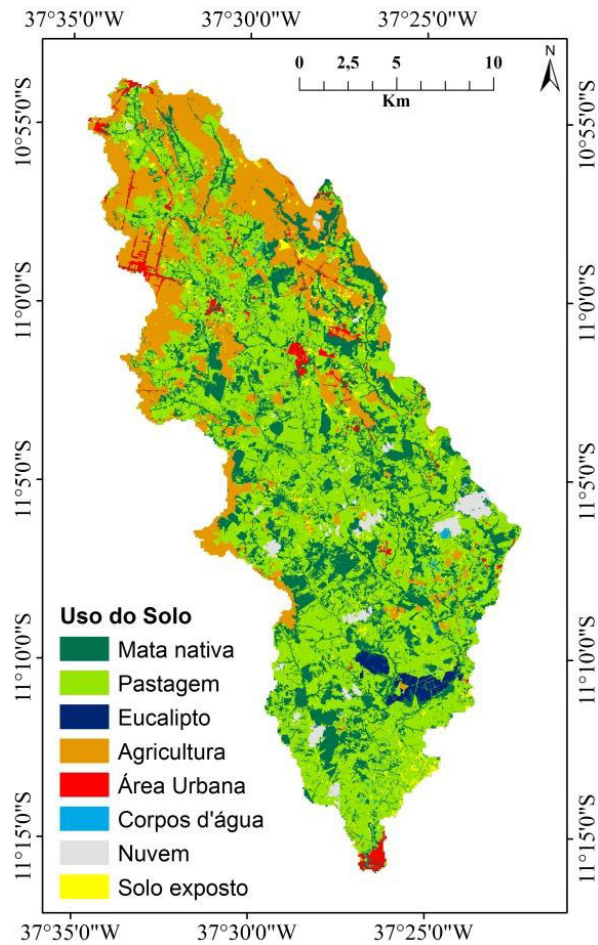 37°35'0"W 37°30'0"W 37°25'0"W
N
0 2,5 5 10
Km
10°55'0"S 10°55'0"S
11°0'0"S 11°0'0"S
11°5'0"S 11°5'0"S
11°10'0"S 11°10'0"S
11°15'0"S 11°15'0"S
Uso do Solo
Mata nativa
Pastagem
Eucalipto
Agricultura
Área Urbana
Corpos d'água
Nuvem
Solo exposto
37°35'0"W 37°30'0"W 37°25'0"W